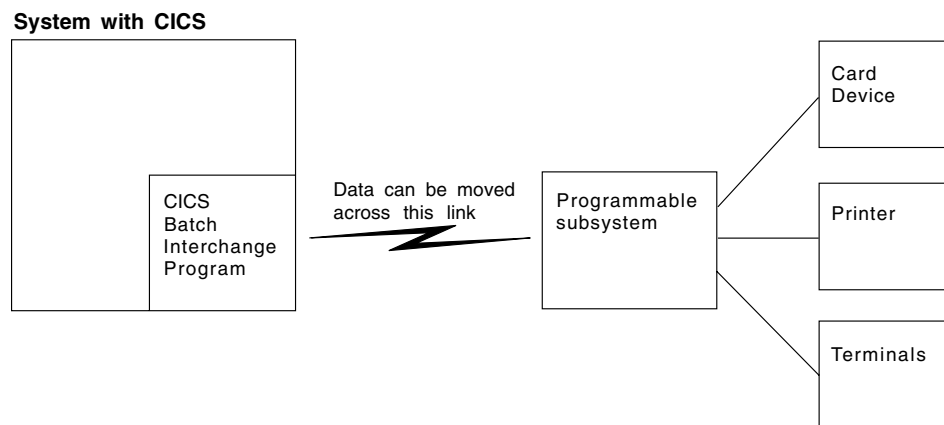 System with CICS
CICS
Batch
Interchange
Program
Data can be moved
across this link
Programmable
subsystem
Card
Device
Printer
Terminals